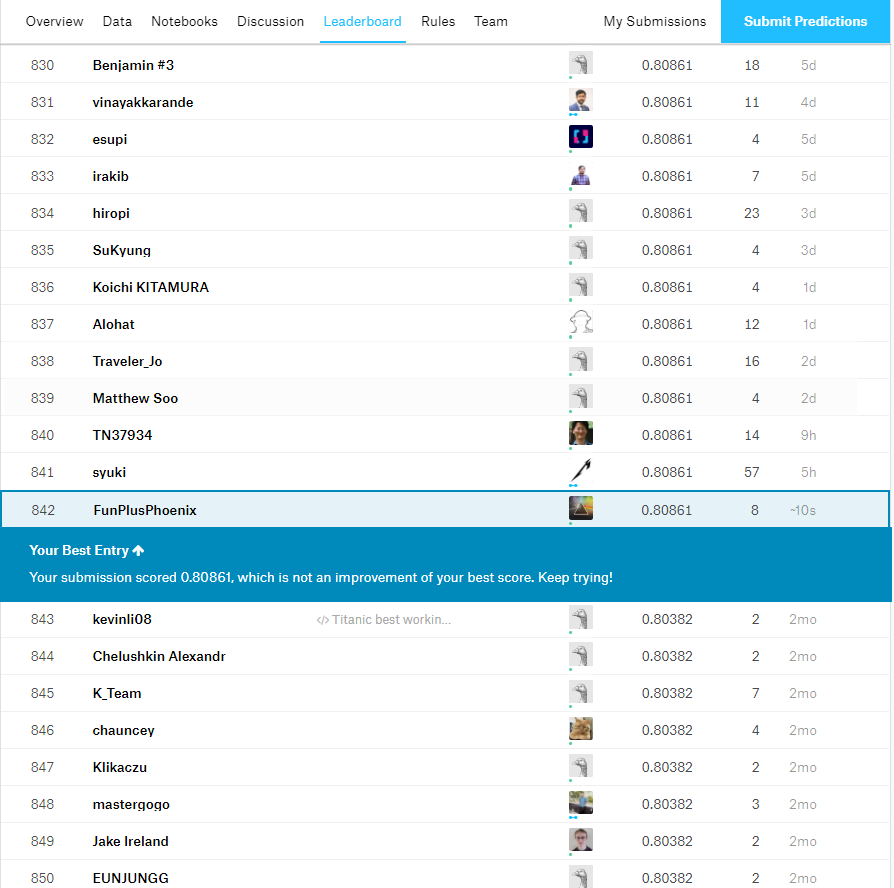 Overview Data Notebooks Discussion Leaderboard Rules Team My Submissions Submit Predictions
830 Benjamin #3 0.80861 18 5d
831 vinayakkarande 0.80861 11 4d
832 esupi 0.80861 4 5d
833 irakib 0.80861 7 5d
834 hiropi 0.80861 23 3d
835 SuKyung 0.80861 4 3d
836 Koichi KITAMURA 0.80861 4 1d
837 Alohat 0.80861 12 1d
838 Traveler_Jo 0.80861 16 2d
839 Matthew Soo 0.80861 4 2d
840 TN37934 0.80861 14 9h
841 syuki 0.80861 57 5h
842 FunPlusPhoenix 0.80861 8 ~10s
Your Best Entry ↑
Your submission scored 0.80861, which is not an improvement of your best score. Keep trying!
843 kevinli08 </> Titanic best workin... 0.80382 2 2mo
844 Chelushkin Alexandr 0.80382 2 2mo
845 K_Team 0.80382 7 2mo
846 chauncey 0.80382 4 2mo
847 Klikaczu 0.80382 2 2mo
848 mastergogo 0.80382 3 2mo
849 Jake Ireland 0.80382 2 2mo
850 EUNJUNGG 0.80382 2 2mo